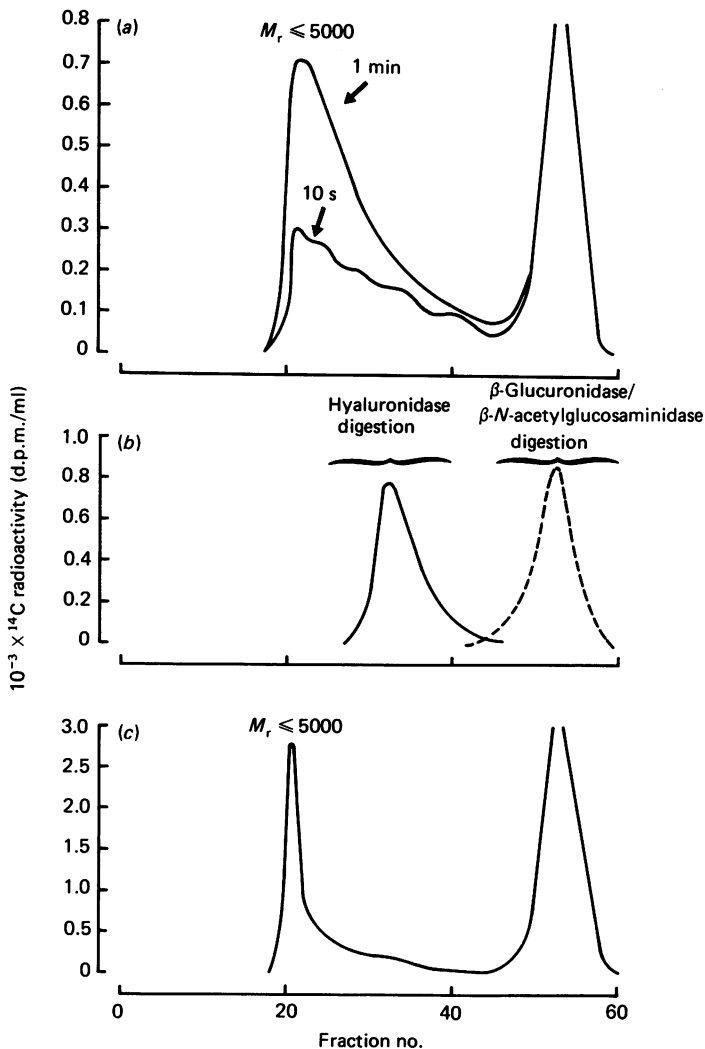 (a)
M_r ⩽ 5000
1 min
10 s
0.8
0.7
0.6
0.5
0.4
0.3
0.2
0.1
0
10⁻³ × ¹⁴C radioactivity (d.p.m./ml)
(b)
Hyaluronidase
digestion
β-Glucuronidase/
β-N-acetylglucosaminidase
digestion
1.0
0.8
0.6
0.4
0.2
0
(c)
M_r ⩽ 5000
3.0
2.5
2.0
1.5
1.0
0.5
0
0 20 40 60
Fraction no.